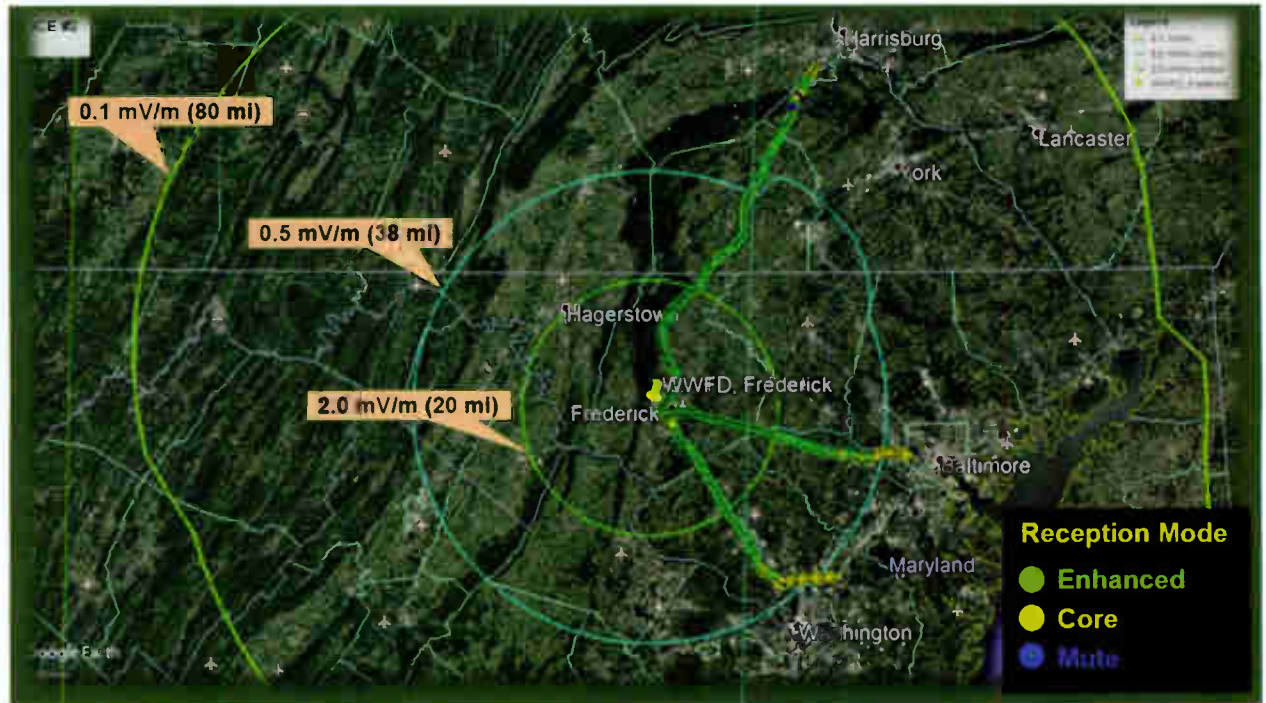 Harrisburg
0.1 mV/m (80 mi)
Lancaster
York
0.5 mV/m (38 mi)
Hagerstown
WWFD, Frederick
2.0 mV/m (20 mi)
Frederick
Baltimore
Reception Mode
Maryland
Enhanced
Core
Washington
Mute